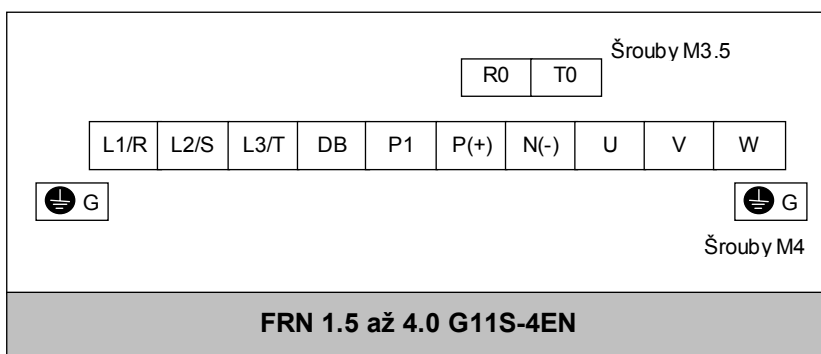 Šrouby M3.5
R0 T0
L1/R L2/S L3/T DB P1 P(+) N(-) U V W
G G
Šrouby M4
FRN 1.5 až 4.0 G11S-4EN